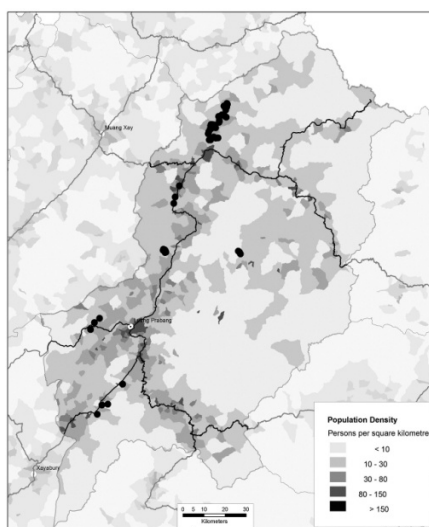 Muang Xay
Luang Prabang
Xayabury
Population Density
Persons per square kilometre
< 10
10 - 30
30 - 80
80 - 150
> 150
0 5 10 20 30
Kilometers